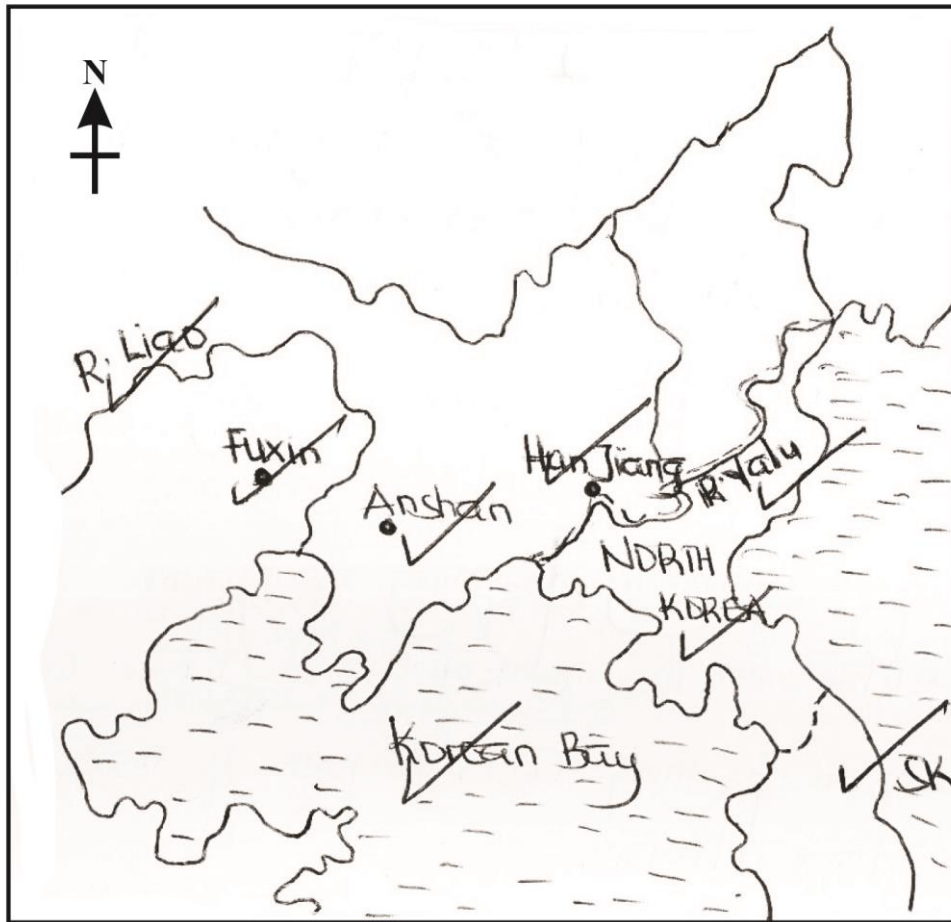 N
R. Liao
Fuxin
Han Jiang
R. Yalu
Anshan
NORTH
KOREA
Korean Bay
SK